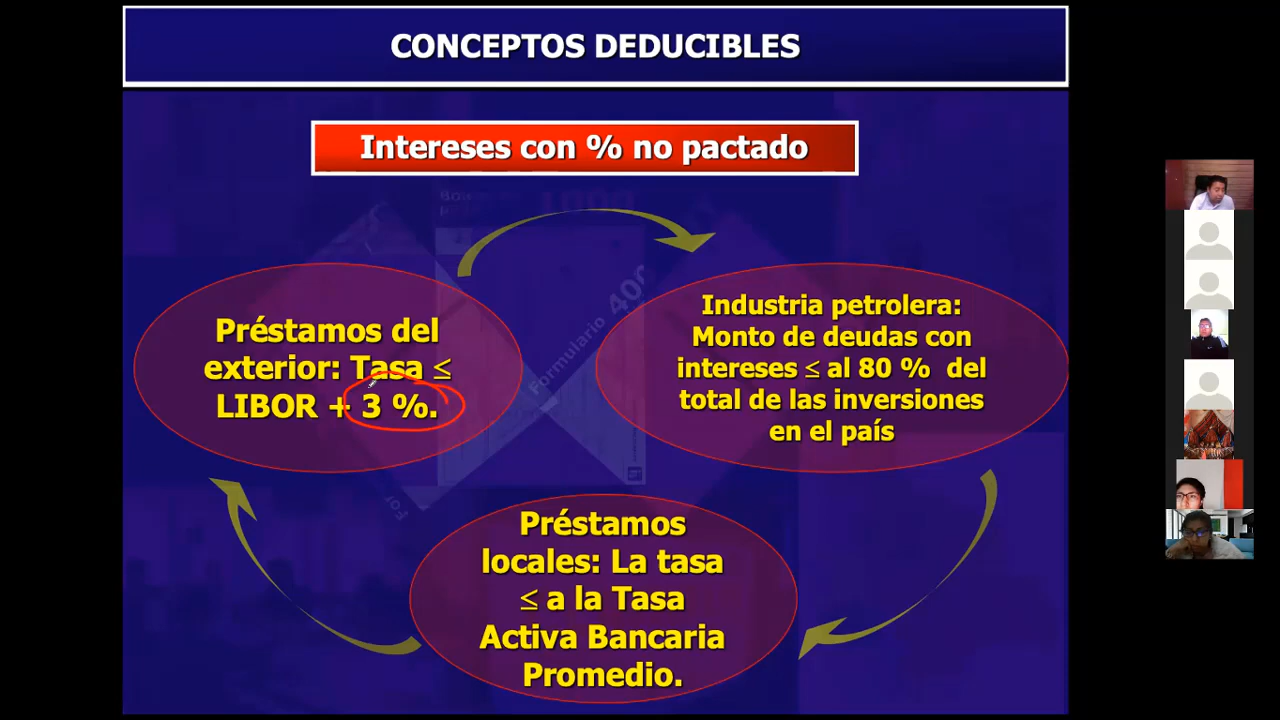 CONCEPTOS DEDUCIBLES
Intereses con % no pactado
Préstamos del
exterior: Tasa ≤
LIBOR + 3 %.
Industria petrolera:
Monto de deudas con
intereses ≤ al 80 % del
total de las inversiones
en el país
Préstamos
locales: La tasa
≤ a la Tasa
Activa Bancaria
Promedio.
Formulario 400